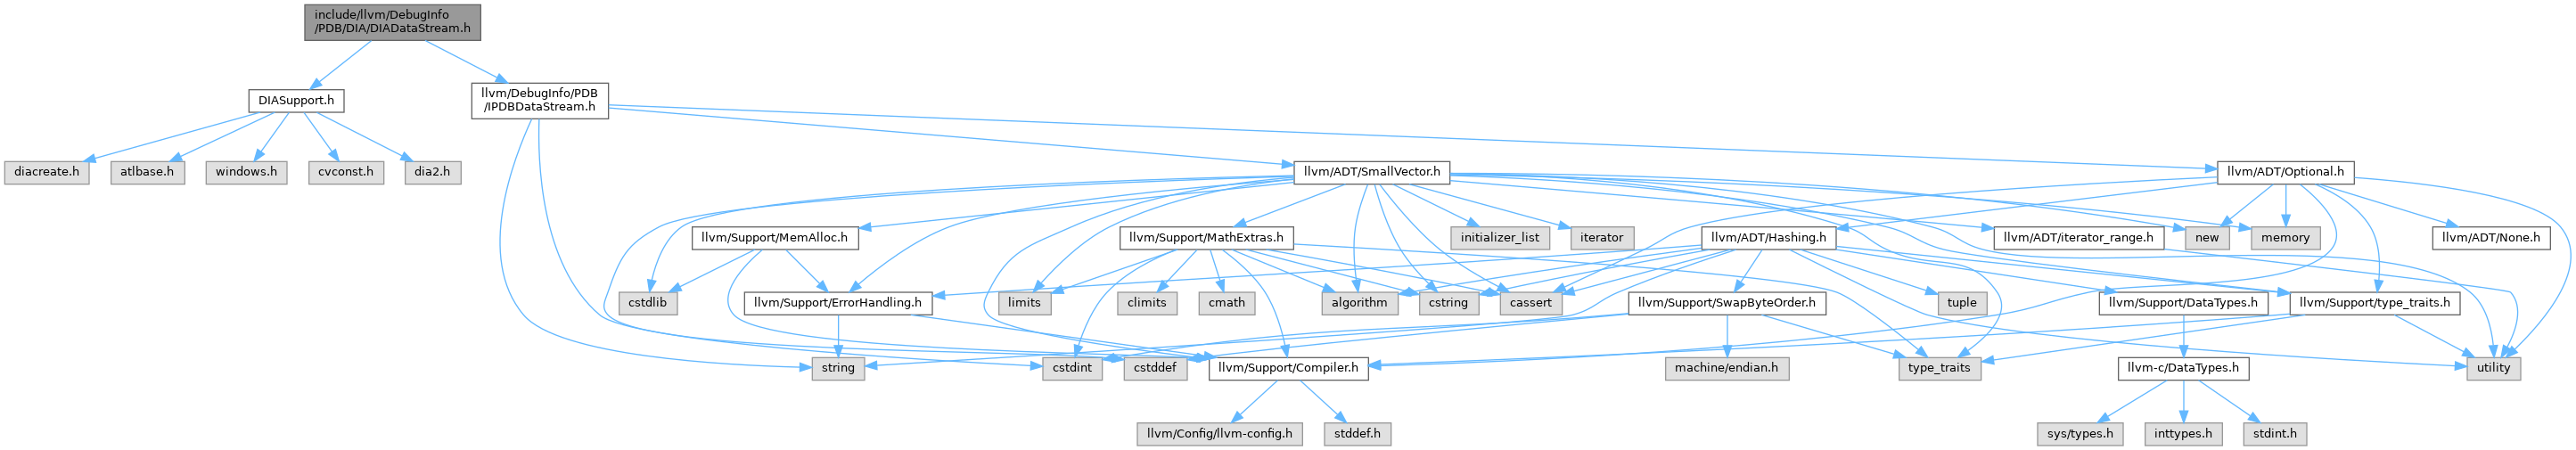 include/llvm/DebugInfo
/PDB/DIA/DIADataStream.h
DIASupport.h
llvm/DebugInfo/PDB
/IPDBDataStream.h
diacreate.h
atlbase.h
windows.h
cvconst.h
dia2.h
llvm/ADT/SmallVector.h
llvm/ADT/Optional.h
llvm/Support/MemAlloc.h
llvm/Support/MathExtras.h
initializer_list
iterator
llvm/ADT/Hashing.h
llvm/ADT/iterator_range.h
new
memory
llvm/ADT/None.h
cstdlib
llvm/Support/ErrorHandling.h
limits
climits
cmath
algorithm
cstring
cassert
llvm/Support/SwapByteOrder.h
tuple
llvm/Support/DataTypes.h
llvm/Support/type_traits.h
string
cstdint
cstddef
llvm/Support/Compiler.h
machine/endian.h
type_traits
llvm-c/DataTypes.h
utility
llvm/Config/llvm-config.h
stddef.h
sys/types.h
inttypes.h
stdint.h